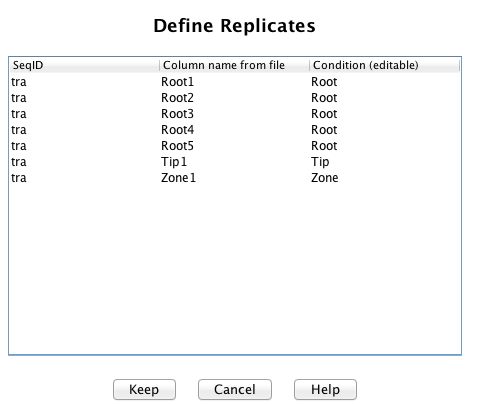 Define Replicates
SeqID Column name from file Condition (editable)
tra Root1 Root
tra Root2 Root
tra Root3 Root
tra Root4 Root
tra Root5 Root
tra Tip1 Tip
tra Zone1 Zone
Keep Cancel Help